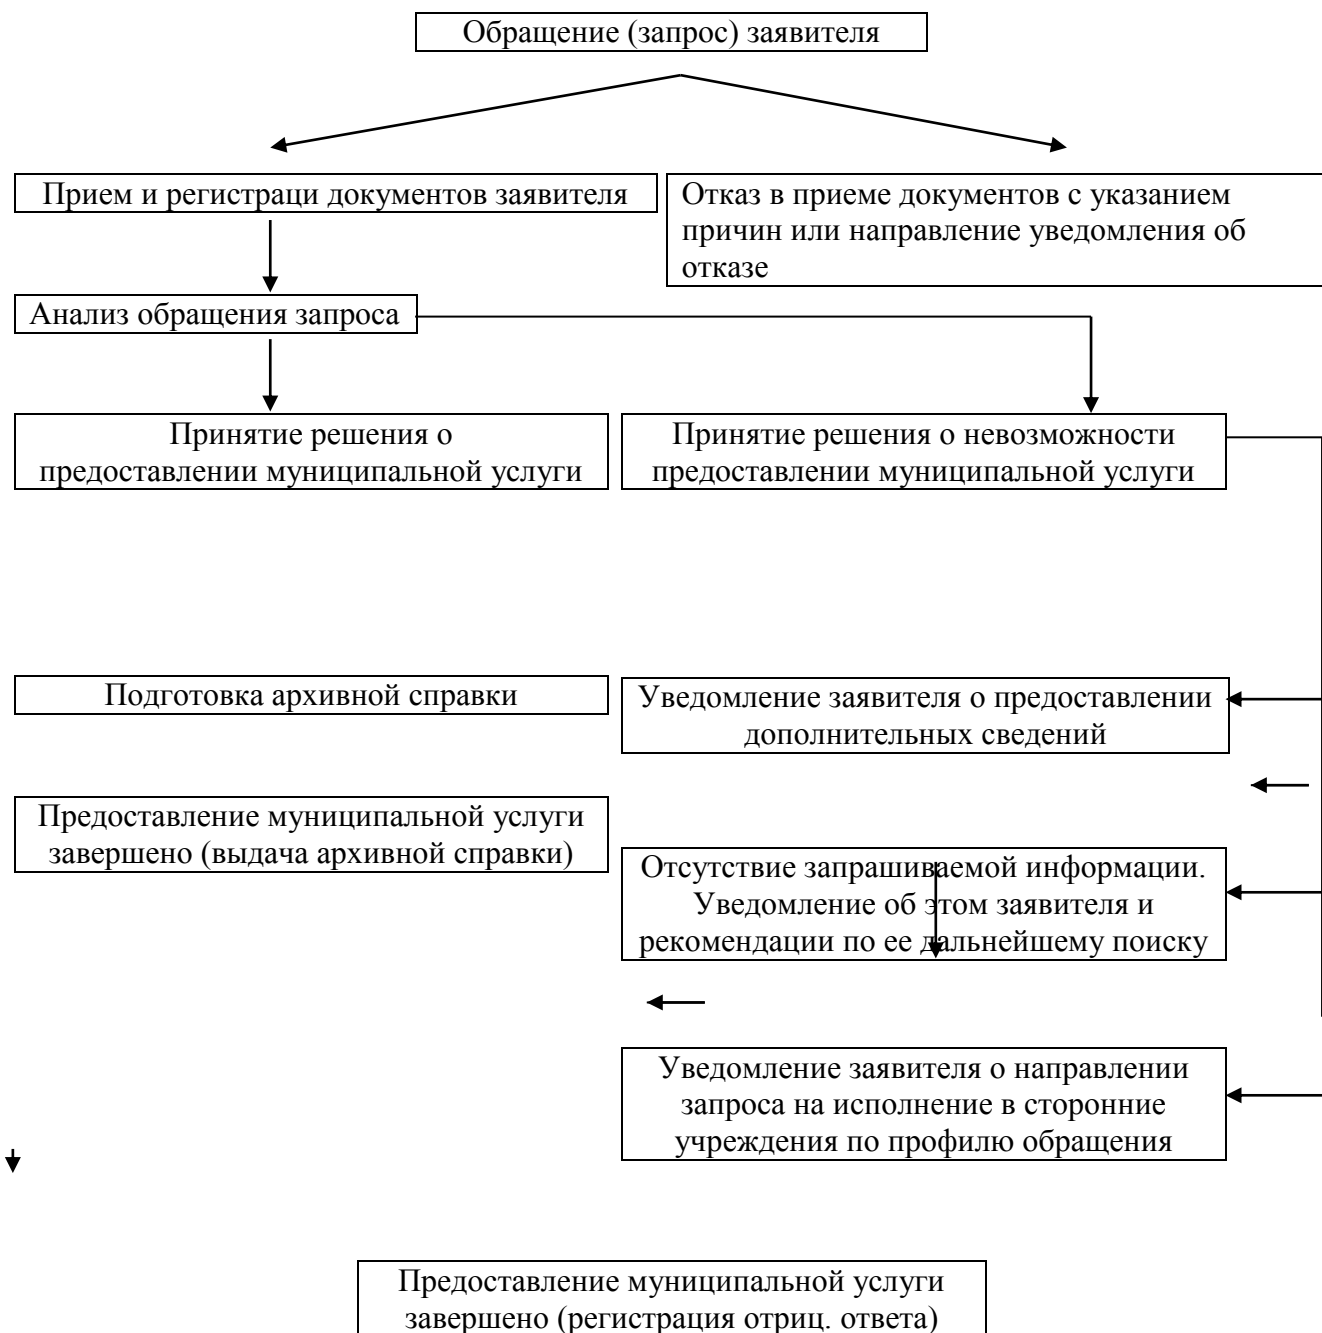 Обращение (запрос) заявителя
Прием и регистраци документов заявителя
Отказ в приеме документов с указанием
причин или направление уведомления об
отказе
Анализ обращения запроса
Принятие решения о
предоставлении муниципальной услуги
Принятие решения о невозможности
предоставлении муниципальной услуги
Подготовка архивной справки
Уведомление заявителя о предоставлении
дополнительных сведений
Предоставление муниципальной услуги
завершено (выдача архивной справки)
Отсутствие запрашиваемой информации.
Уведомление об этом заявителя и
рекомендации по ее дальнейшему поиску
Уведомление заявителя о направлении
запроса на исполнение в сторонние
учреждения по профилю обращения
Предоставление муниципальной услуги
завершено (регистрация отриц. ответа)